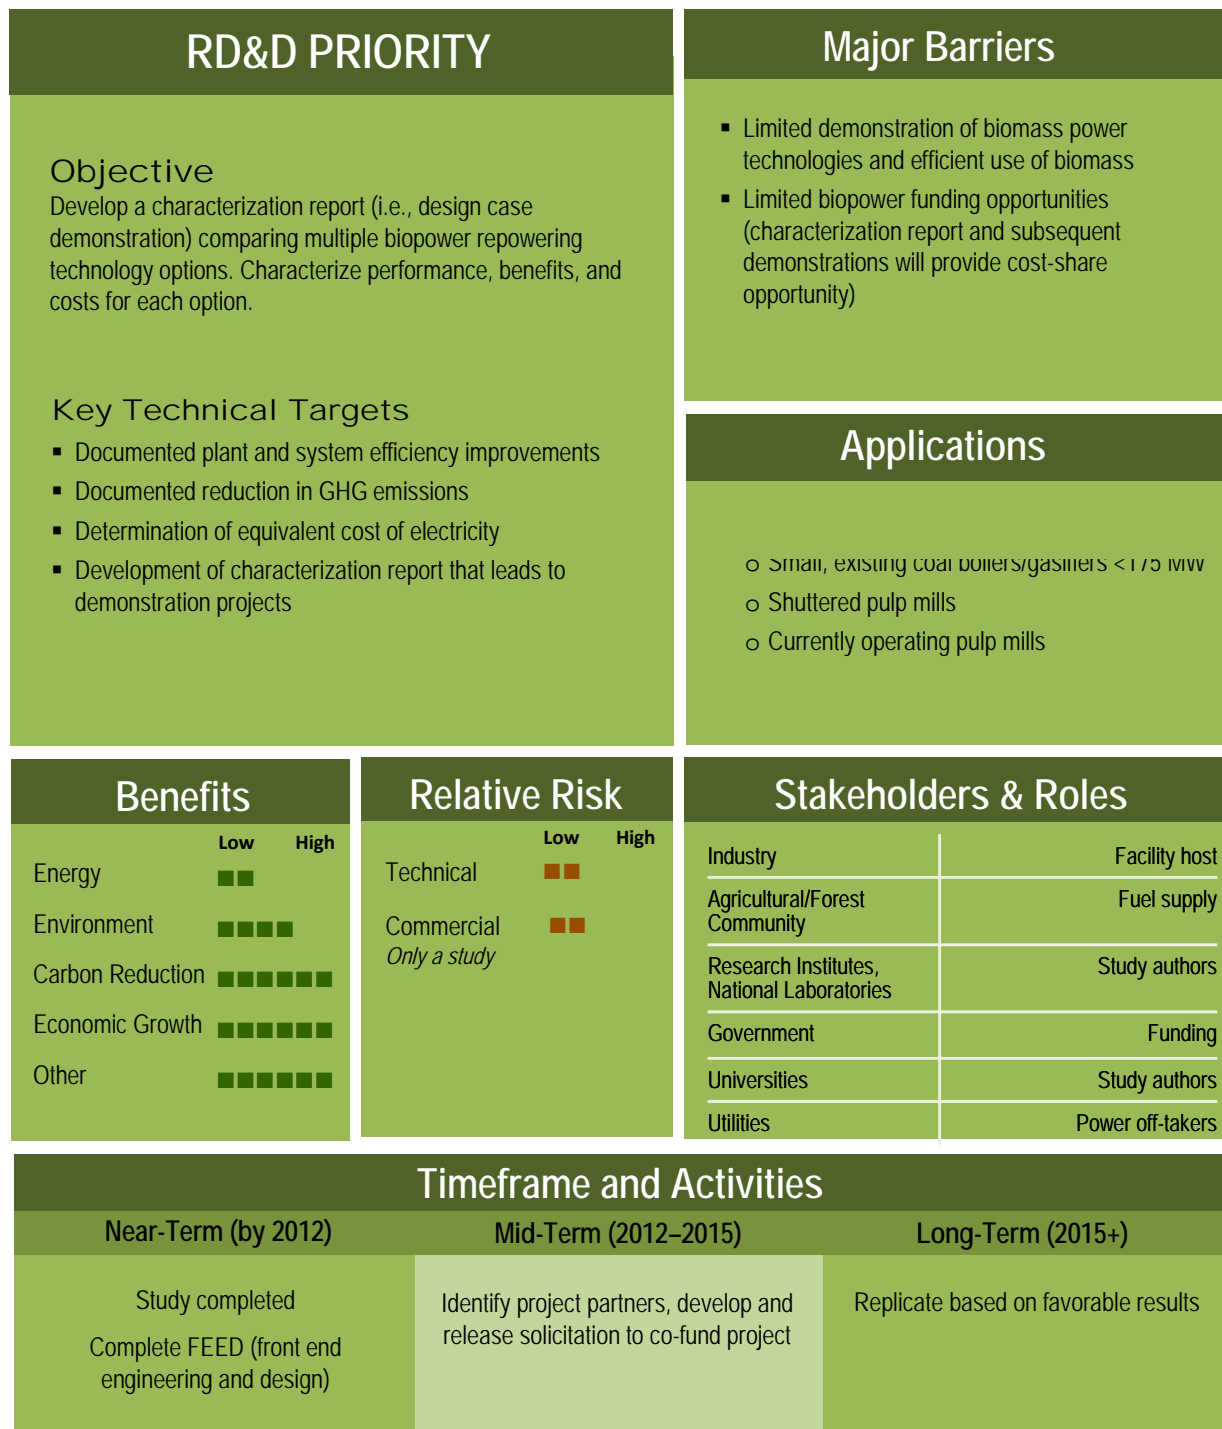 RD&D PRIORITY
Objective
Develop a characterization report (i.e., design case
demonstration) comparing multiple biopower repowering
technology options. Characterize performance, benefits, and
costs for each option.
Key Technical Targets
▪ Documented plant and system efficiency improvements
▪ Documented reduction in GHG emissions
▪ Determination of equivalent cost of electricity
▪ Development of characterization report that leads to
demonstration projects
Major Barriers
▪ Limited demonstration of biomass power
technologies and efficient use of biomass
▪ Limited biopower funding opportunities
(characterization report and subsequent
demonstrations will provide cost-share
opportunity)
Applications
o Small, existing coal boilers/gasifiers <175 MW
o Shuttered pulp mills
o Currently operating pulp mills
Benefits
Low High
Energy
Environment
Carbon Reduction
Economic Growth
Other
Relative Risk
Low High
Technical
Commercial
Only a study
Stakeholders & Roles
Industry Facility host
Agricultural/Forest Fuel supply
Community
Research Institutes, Study authors
National Laboratories
Government Funding
Universities Study authors
Utilities Power off-takers
Timeframe and Activities
Near-Term (by 2012) Mid-Term (2012–2015) Long-Term (2015+)
Study completed
Complete FEED (front end
engineering and design)
Identify project partners, develop and
release solicitation to co-fund project
Replicate based on favorable results